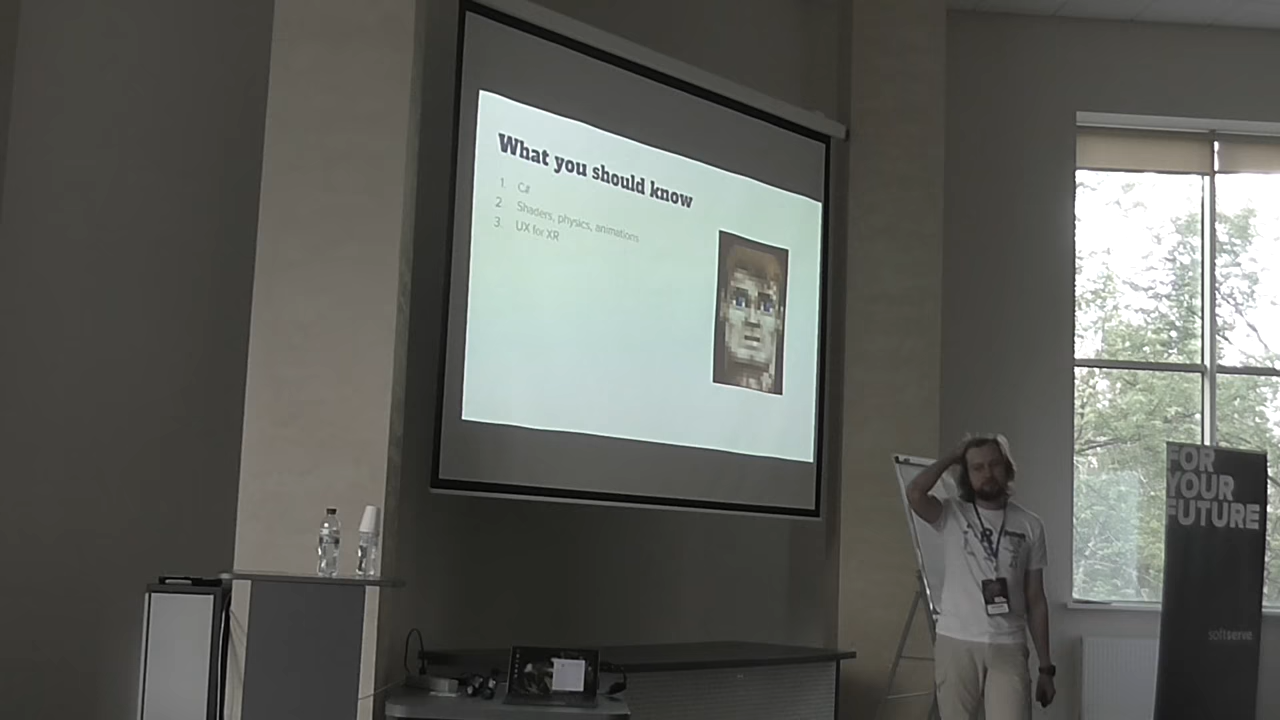 What you should know
1. C#
2. Shaders, physics, animations
3. UX for XR
FOR
YOUR
FUTURE
softserve